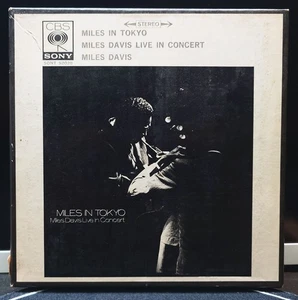 CBS
SONY
STEREO
MILES IN TOKYO
MILES DAVIS LIVE IN CONCERT
MILES DAVIS
MILES IN TOKYO
Miles Davis Live in Concert